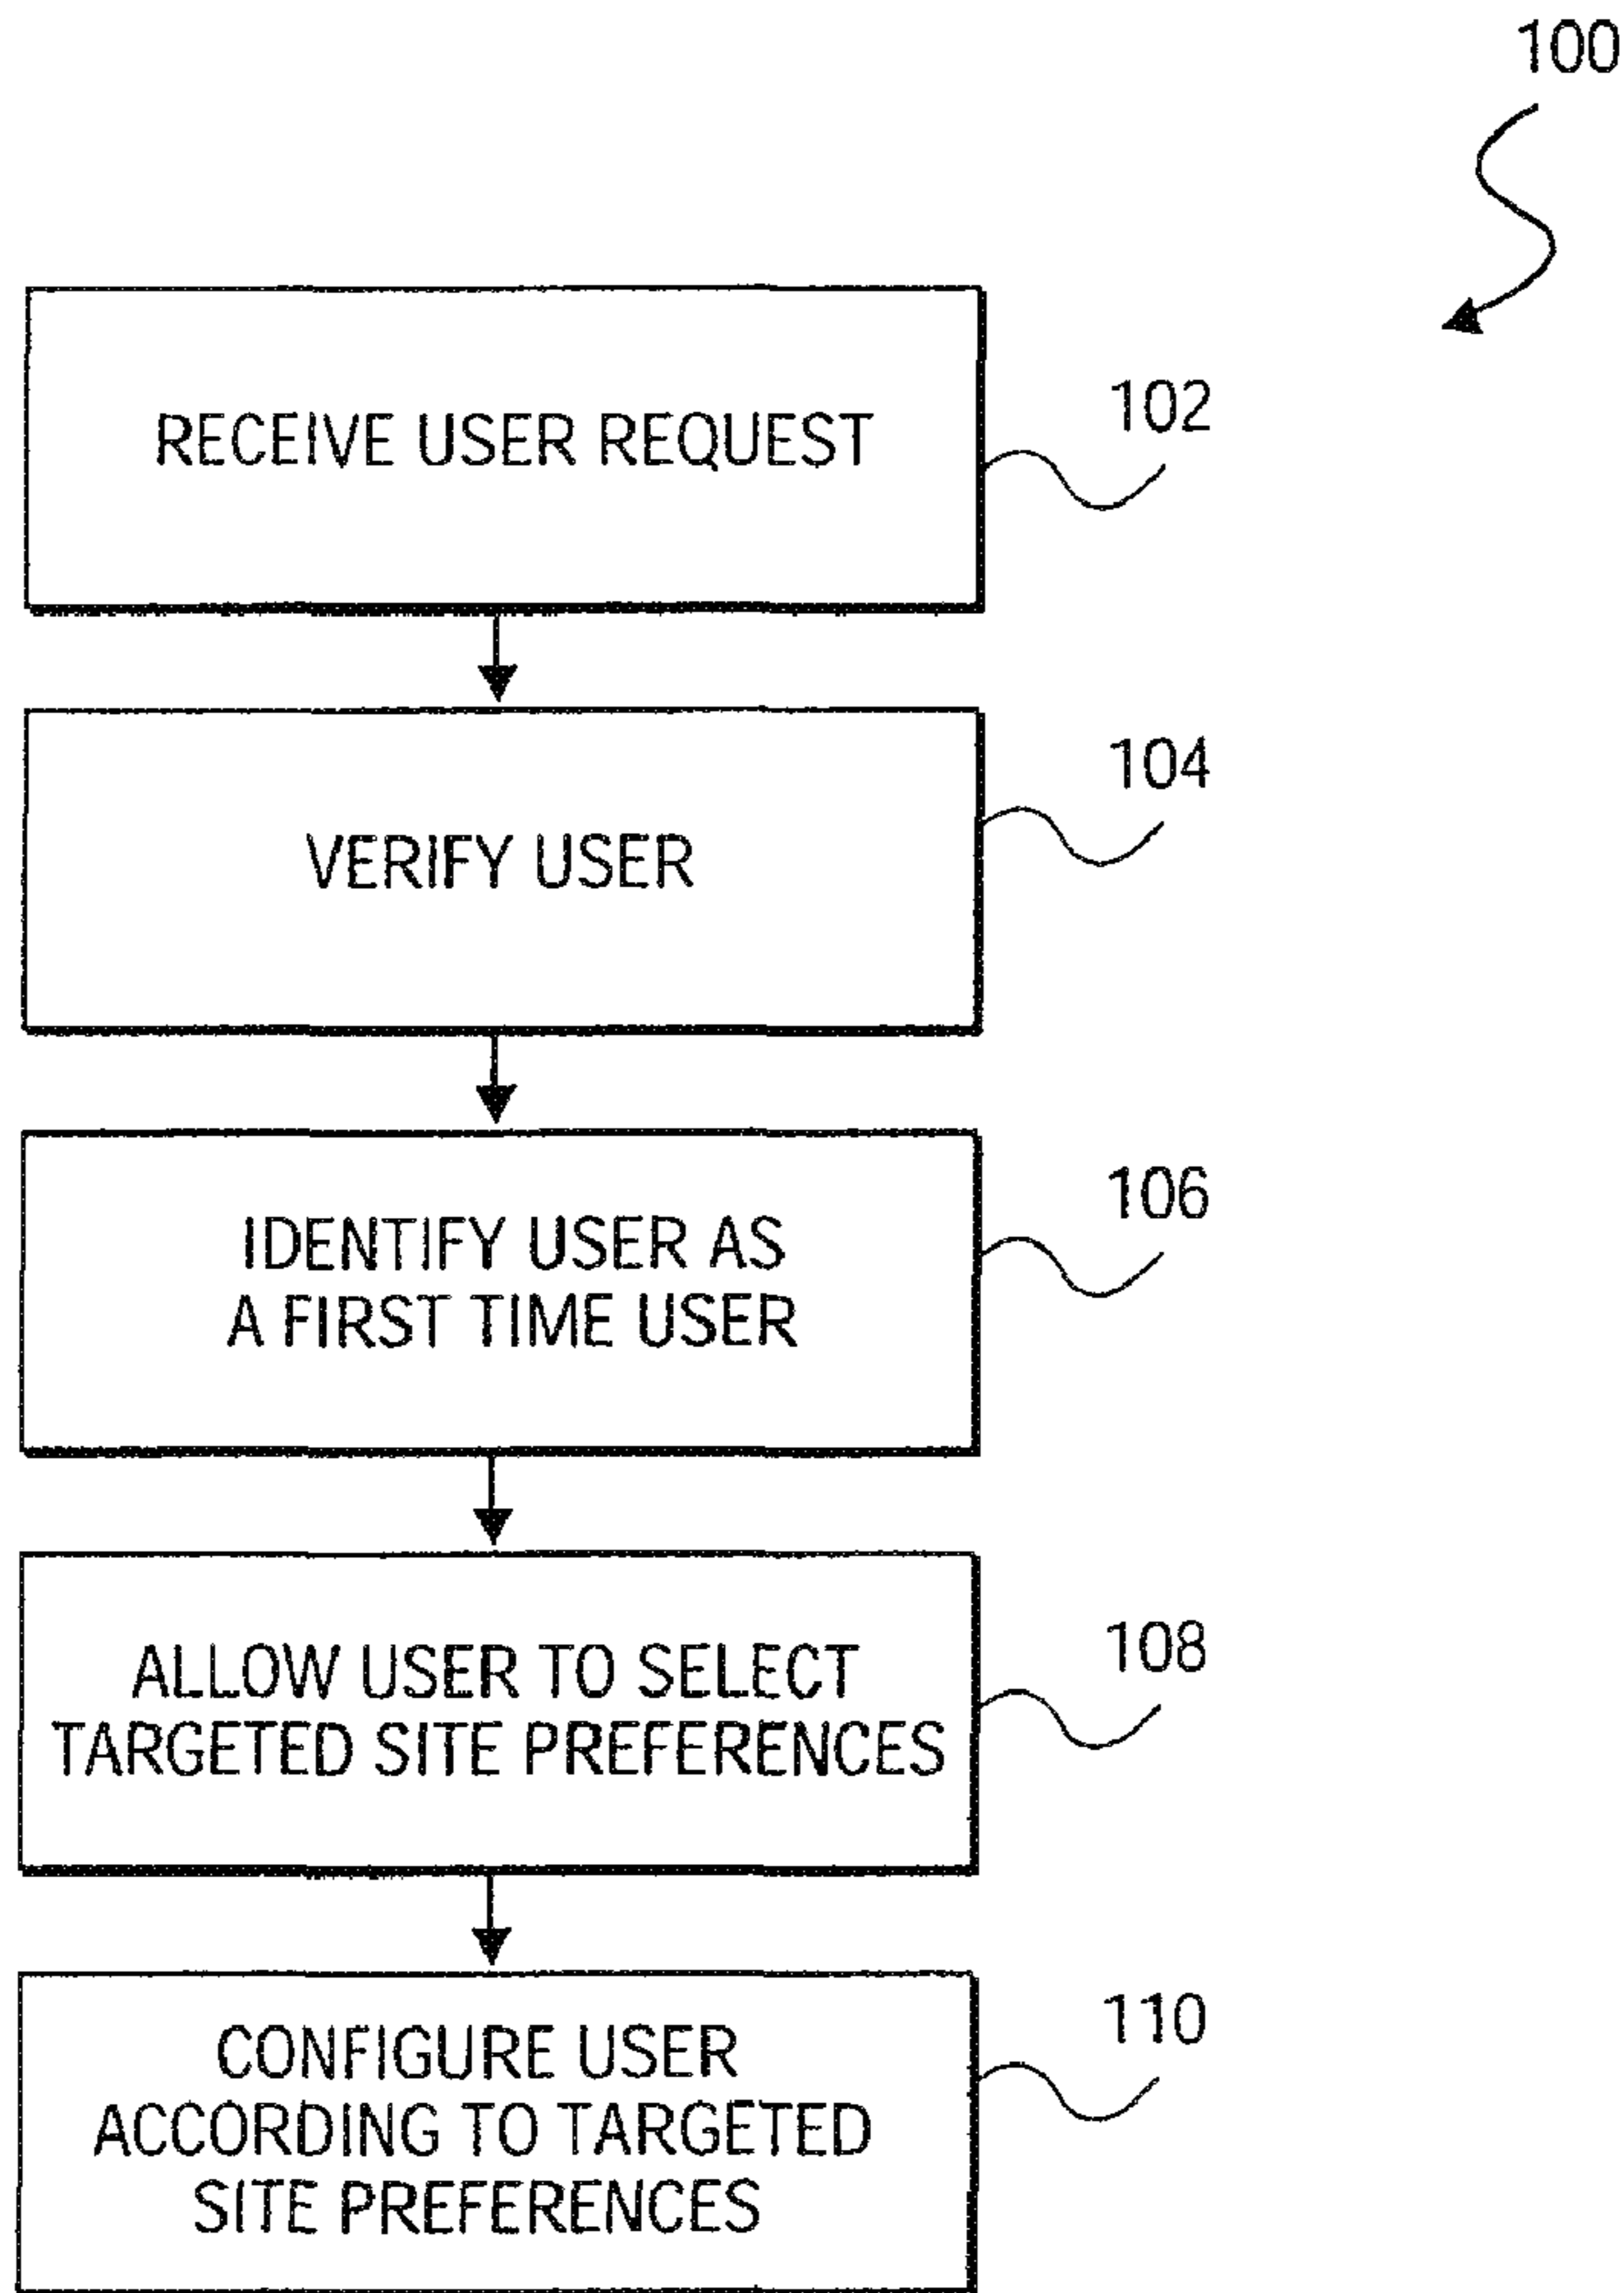 100
RECEIVE USER REQUEST
102
VERIFY USER
104
IDENTIFY USER AS
A FIRST TIME USER
106
ALLOW USER TO SELECT
TARGETED SITE PREFERENCES
108
CONFIGURE USER
ACCORDING TO TARGETED
SITE PREFERENCES
110